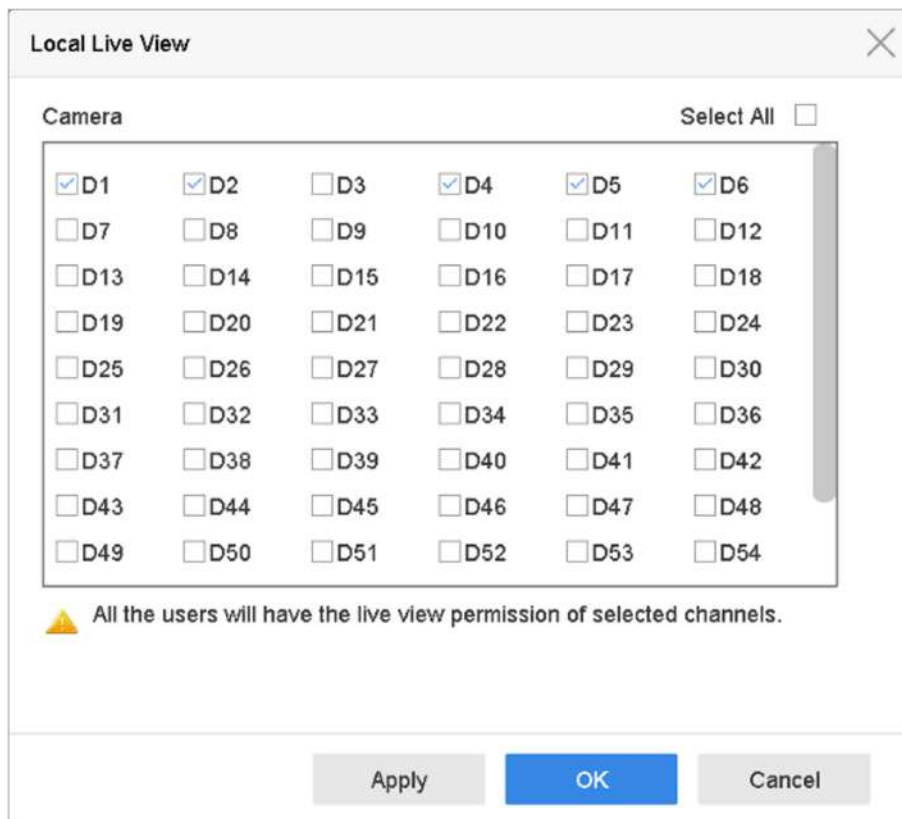 Local Live View
Camera Select All
D1 D2 D3 D4 D5 D6
D7 D8 D9 D10 D11 D12
D13 D14 D15 D16 D17 D18
D19 D20 D21 D22 D23 D24
D25 D26 D27 D28 D29 D30
D31 D32 D33 D34 D35 D36
D37 D38 D39 D40 D41 D42
D43 D44 D45 D46 D47 D48
D49 D50 D51 D52 D53 D54
All the users will have the live view permission of selected channels.
Apply OK Cancel